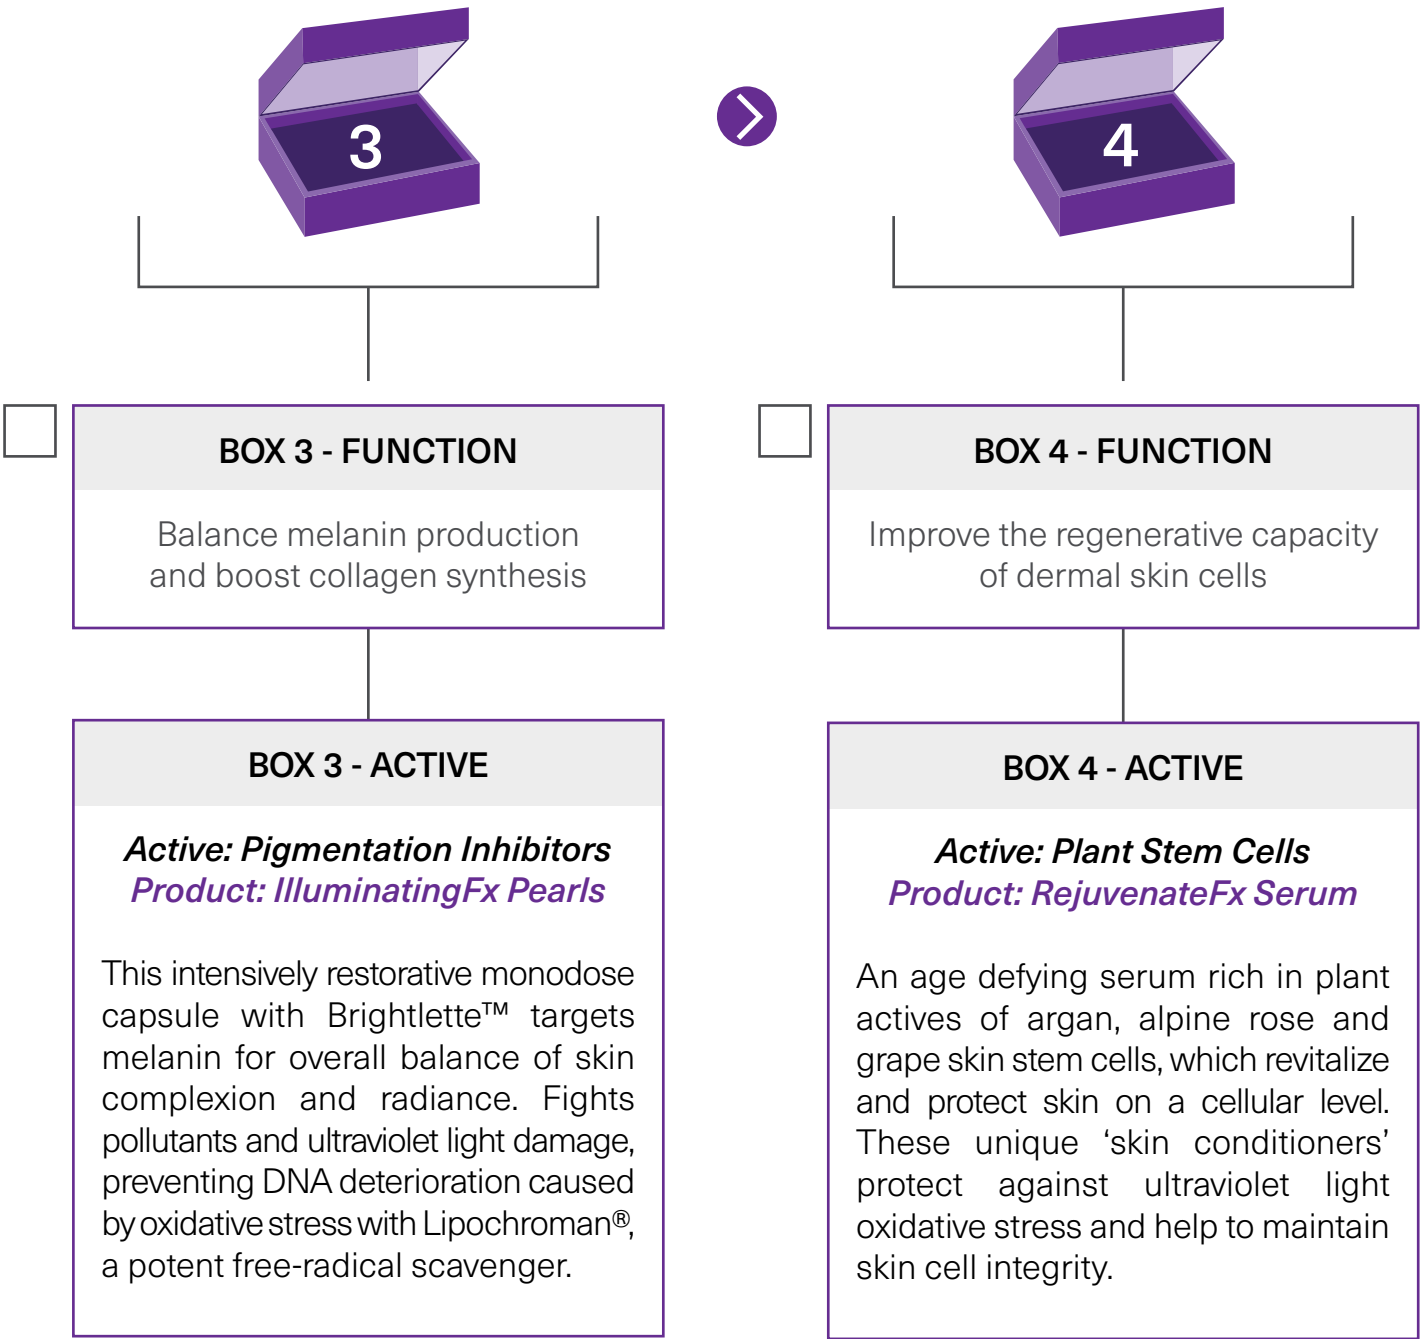 3
4
BOX 3 - FUNCTION
Balance melanin production
and boost collagen synthesis
BOX 3 - ACTIVE
Active: Pigmentation Inhibitors
Product: IlluminatingFx Pearls
This intensively restorative monodose
capsule with Brightlette™ targets
melanin for overall balance of skin
complexion and radiance. Fights
pollutants and ultraviolet light damage,
preventing DNA deterioration caused
by oxidative stress with Lipochroman®,
a potent free-radical scavenger.
BOX 4 - FUNCTION
Improve the regenerative capacity
of dermal skin cells
BOX 4 - ACTIVE
Active: Plant Stem Cells
Product: RejuvenateFx Serum
An age defying serum rich in plant
actives of argan, alpine rose and
grape skin stem cells, which revitalize
and protect skin on a cellular level.
These unique ‘skin conditioners’
protect against ultraviolet light
oxidative stress and help to maintain
skin cell integrity.